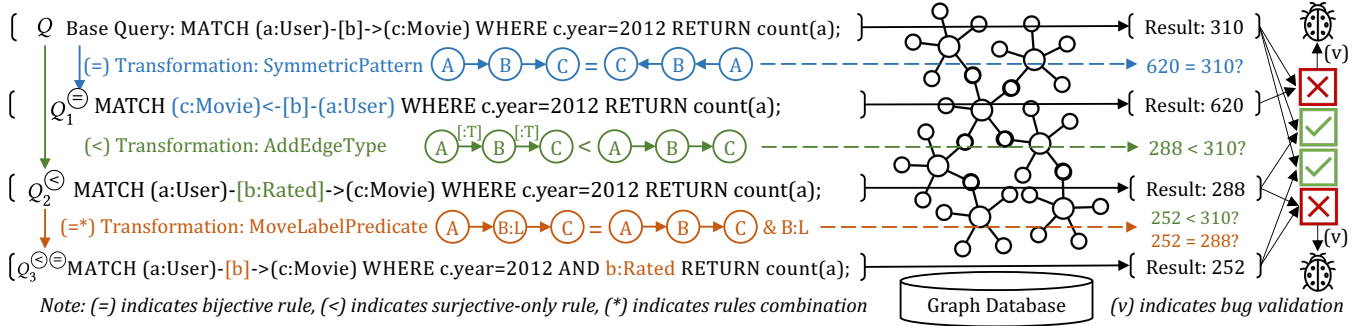 Q Base Query: MATCH (a:User)-[b]->(c:Movie) WHERE c.year=2012 RETURN count(a); Result: 310
(=) Transformation: SymmetricPattern A B C = C B A 620 = 310? (v)
Q1(=) MATCH (c:Movie)<-[b]-(a:User) WHERE c.year=2012 RETURN count(a); Result: 620
(<) Transformation: AddEdgeType A [:T] B [:T] C < A B C 288 < 310?
Q2(<) MATCH (a:User)-[b:Rated]->(c:Movie) WHERE c.year=2012 RETURN count(a); Result: 288
(=*) Transformation: MoveLabelPredicate A B:L C = A B C & B:L 252 < 310?
252 = 288? (v)
Q3(<)(=) MATCH (a:User)-[b]->(c:Movie) WHERE c.year=2012 AND b:Rated RETURN count(a); Result: 252
Note: (=) indicates bijective rule, (<) indicates surjective-only rule, (*) indicates rules combination Graph Database (v) indicates bug validation